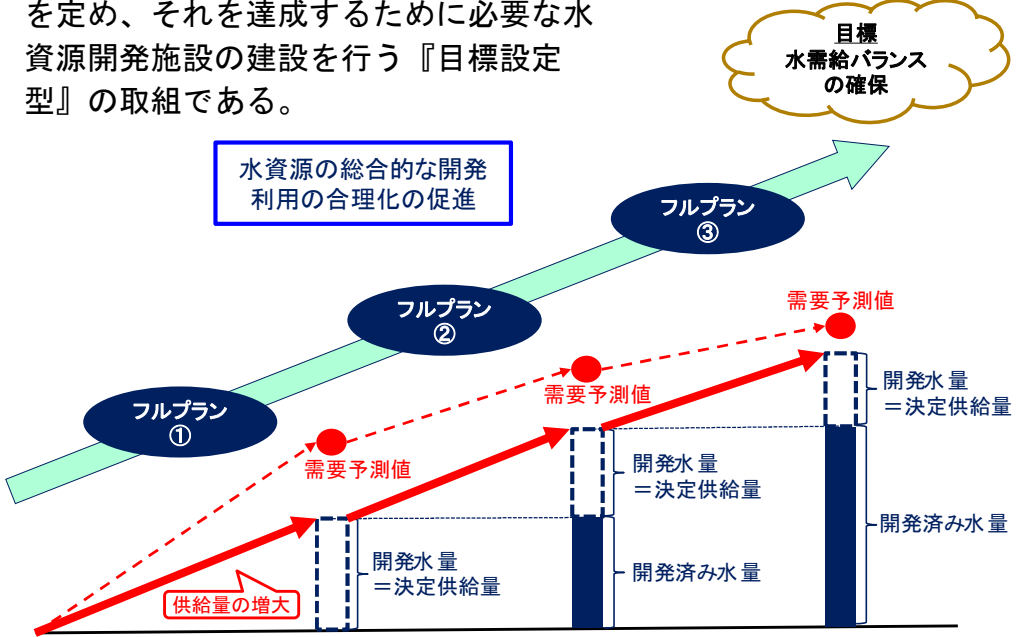 を定め、それを達成するために必要な水
資源開発施設の建設を行う『目標設定
型』の取組である。
目標
水需給バランス
の確保
水資源の総合的な開発
利用の合理化の促進
フルプラン
③
フルプラン
②
フルプラン
①
需要予測値
需要予測値
需要予測値
開発水量
＝決定供給量
開発水量
＝決定供給量
開発済み水量
開発水量
＝決定供給量
開発済み水量
供給量の増大